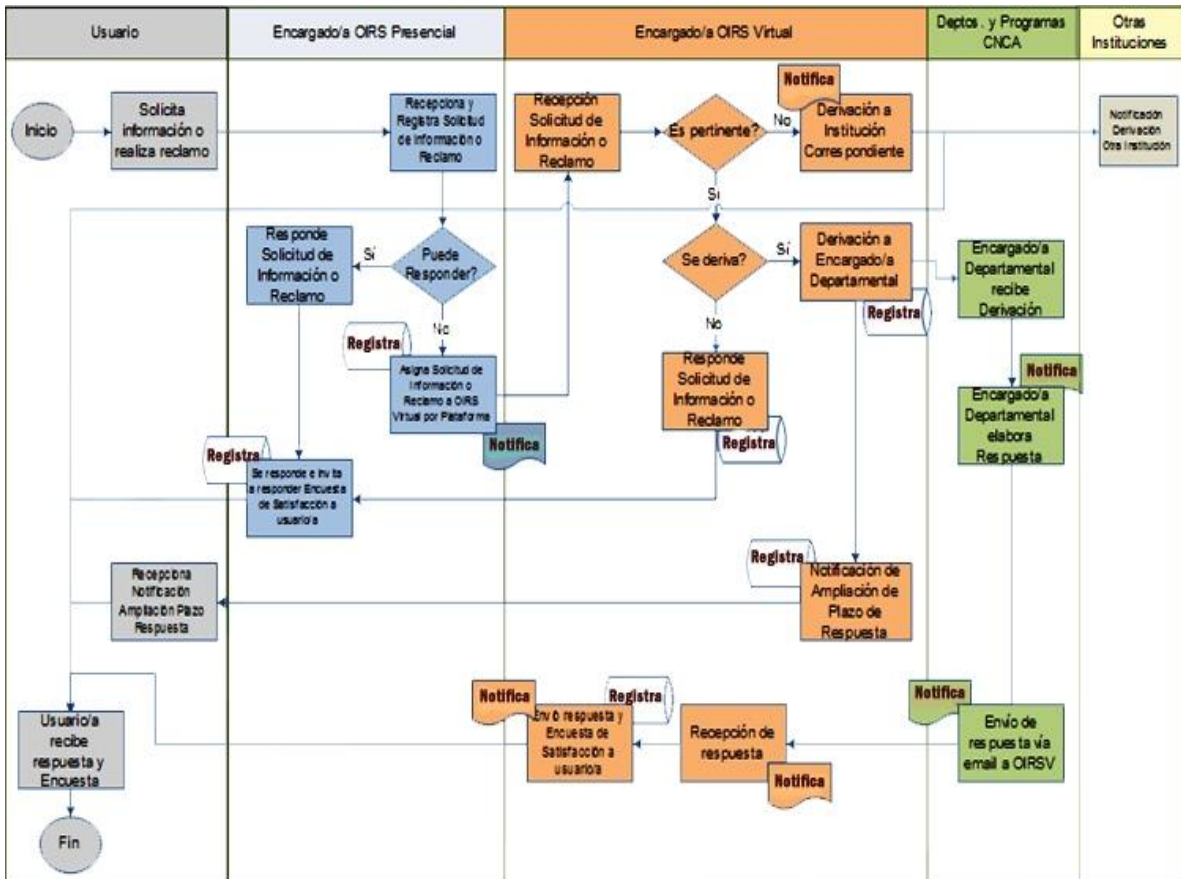 Usuario
Encargado/a OIRS Presencial
Encargado/a OIRS Virtual
Deptos. y Programas
CNCA
Otras
Instituciones
Inicio
Solicita
información o
realiza reclamo
Recepciona y
Registra Solicitud
de Información o
Reclamo
Recepción
Solicitud de
Información o
Reclamo
Es pertinente?
No
Notifica
Derivación a
Institución
Correspondiente
Notificación
Derivación
Otra Institución
Sí
Responde
Solicitud de
Información o
Reclamo
Sí
Puede
Responder?
No
Se deriva?
Sí
Derivación a
Encargado/a
Departamental
Registra
Encargado/a
Departamental
recibe
Derivación
No
Registra
Asigna Solicitud de
Información o
Reclamo a OIRS
Virtual por Plataforma
Notifica
Responde
Solicitud de
Información o
Reclamo
Registra
Notifica
Encargado/a
Departamental
elabora
Respuesta
Registra
Se responde e invita
a responder Encuesta
de Satisfacción a
usuario/a
Recepciona
Notificación
Ampliación Plazo
Respuesta
Registra
Notificación de
Ampliación de
Plazo de
Respuesta
Usuario/a
recibe
respuesta y
Encuesta
Notifica
Registra
Envió respuesta y
Encuesta de
Satisfacción a
usuario/a
Recepción de
respuesta
Notifica
Notifica
Envío de
respuesta vía
email a OIRSV
Fin